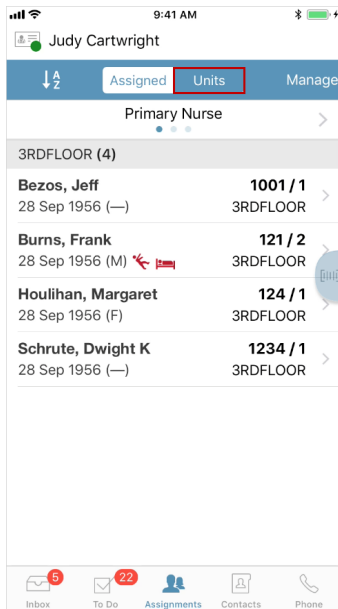 9:41 AM
Judy Cartwright
A
Z
Assigned Units Manage
Primary Nurse
3RDFLOOR (4)
Bezos, Jeff 1001 / 1
28 Sep 1956 (—) 3RDFLOOR
Burns, Frank 121 / 2
28 Sep 1956 (M) 3RDFLOOR
Houlihan, Margaret 124 / 1
28 Sep 1956 (F) 3RDFLOOR
Schrute, Dwight K 1234 / 1
28 Sep 1956 (—) 3RDFLOOR
5 22
Inbox To Do Assignments Contacts Phone